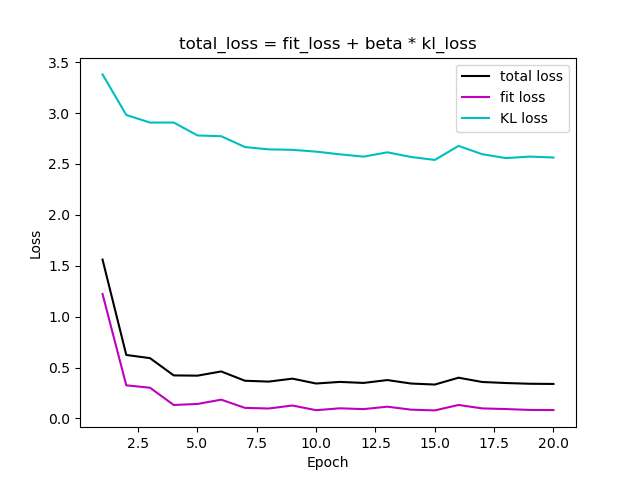 total_loss = fit_loss + beta * kl_loss
3.5
3.0
2.5
2.0
1.5
1.0
0.5
0.0
Loss
total loss
fit loss
KL loss
2.5 5.0 7.5 10.0 12.5 15.0 17.5 20.0
Epoch